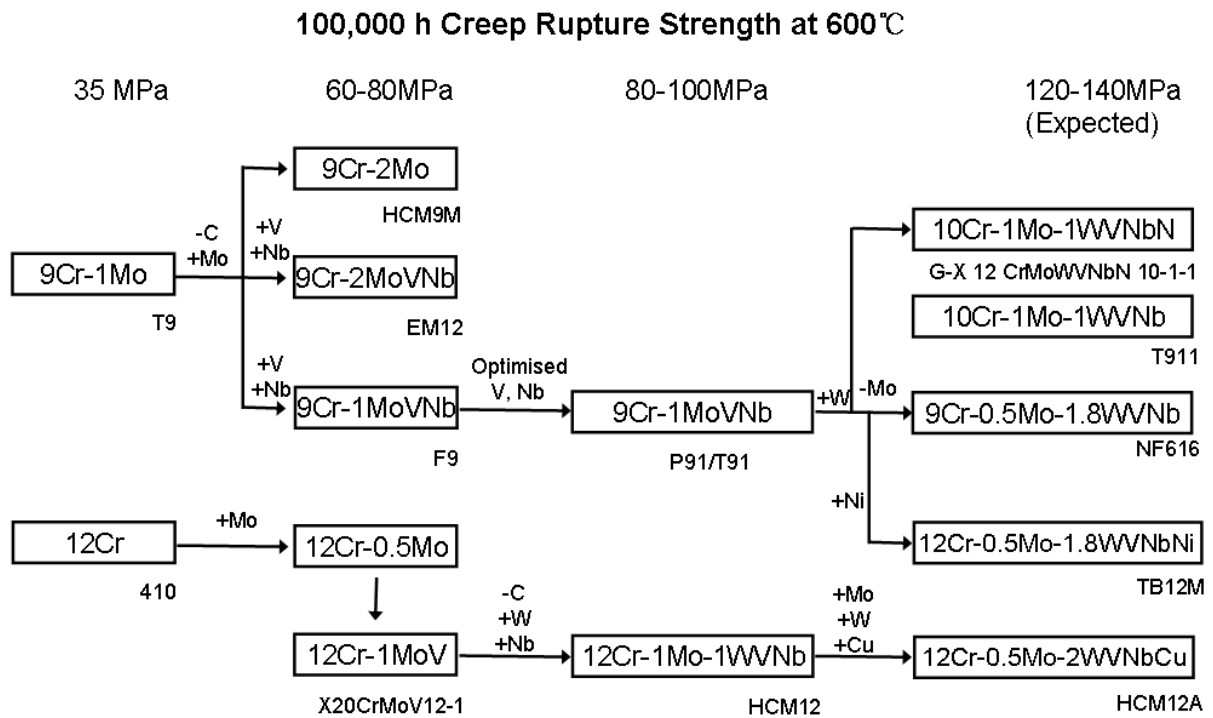 100,000 h Creep Rupture Strength at 600℃
35 MPa
60-80MPa
80-100MPa
120-140MPa
(Expected)
9Cr-2Mo
HCM9M
-C
+Mo
+V
+Nb
9Cr-1Mo
T9
9Cr-2MoVNb
EM12
+V
+Nb
9Cr-1MoVNb
F9
Optimised
V, Nb
9Cr-1MoVNb
P91/T91
+W
10Cr-1Mo-1WVNbN
G-X 12 CrMoWVNbN 10-1-1
10Cr-1Mo-1WVNb
T911
-Mo
9Cr-0.5Mo-1.8WVNb
NF616
+Ni
12Cr-0.5Mo-1.8WVNbNi
TB12M
12Cr
410
+Mo
12Cr-0.5Mo
12Cr-1MoV
X20CrMoV12-1
-C
+W
+Nb
12Cr-1Mo-1WVNb
HCM12
+Mo
+W
+Cu
12Cr-0.5Mo-2WVNbCu
HCM12A